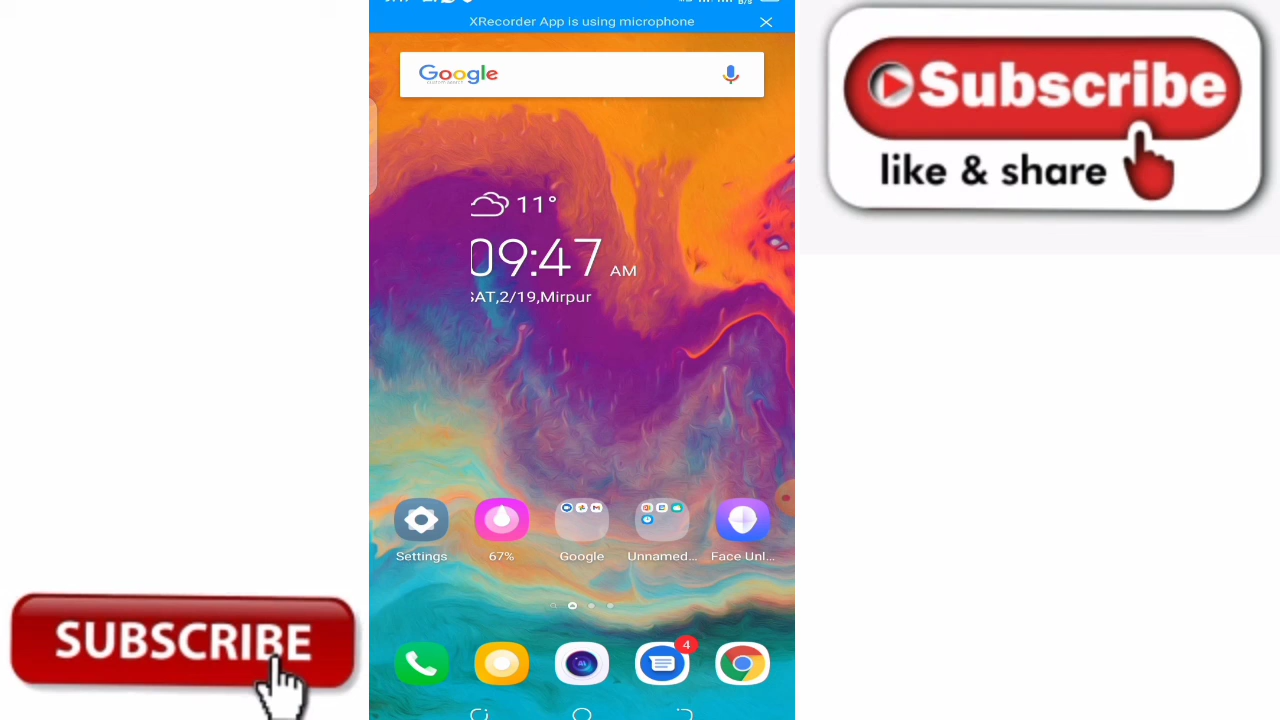 XRecorder App is using microphone
Google
11°
09:47 AM
SAT,2/19,Mirpur
Settings
67%
Google
Unnamed...
Face Unl...
4
Subscribe
like & share
SUBSCRIBE